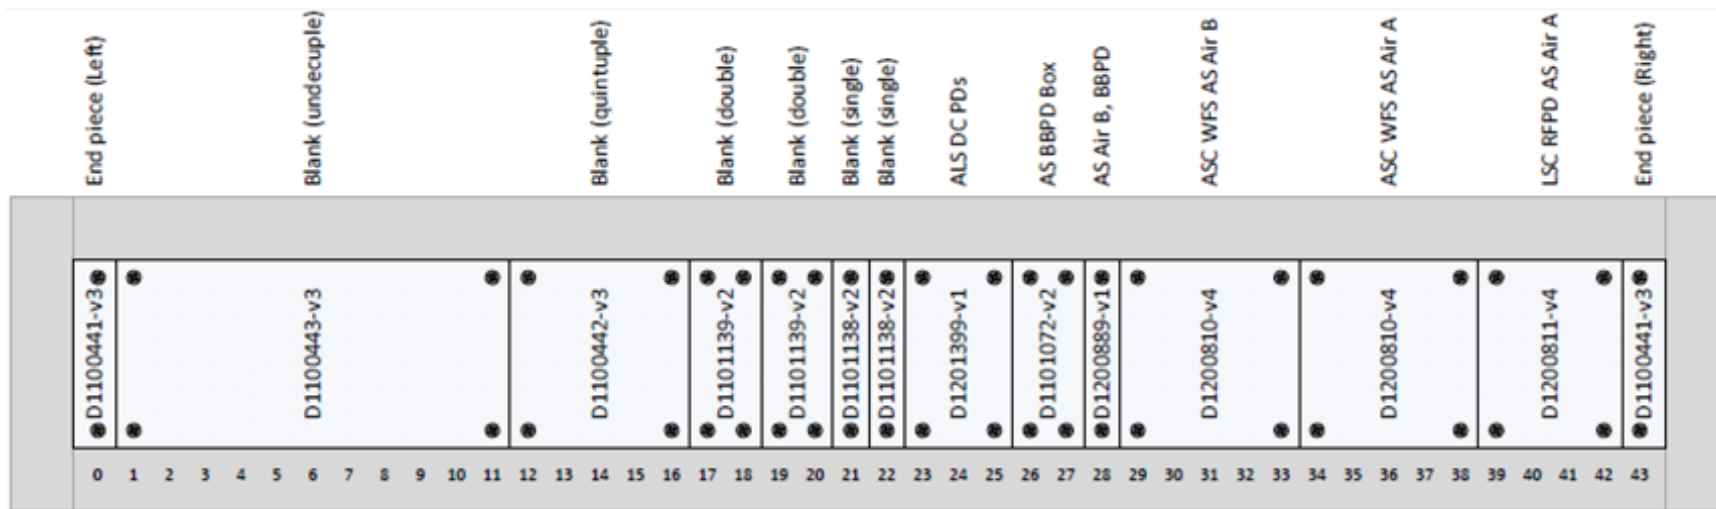 End piece (Left)
Blank (undecuple)
Blank (quintuple)
Blank (double)
Blank (double)
Blank (single)
Blank (single)
ALS DC PDs
AS BBPD Box
AS Air B, BBPD
ASC WFS AS Air B
ASC WFS AS Air A
LSC RFPD AS Air A
End piece (Right)
D1100441-v3
D1100443-v3
D1100442-v3
D1101139-v2
D1101139-v2
D1101138-v2
D1101138-v2
D1201399-v1
D1101072-v2
D1200889-v1
D1200810-v4
D1200810-v4
D1200811-v4
D1100441-v3
0 1 2 3 4 5 6 7 8 9 10 11 12 13 14 15 16 17 18 19 20 21 22 23 24 25 26 27 28 29 30 31 32 33 34 35 36 37 38 39 40 41 42 43